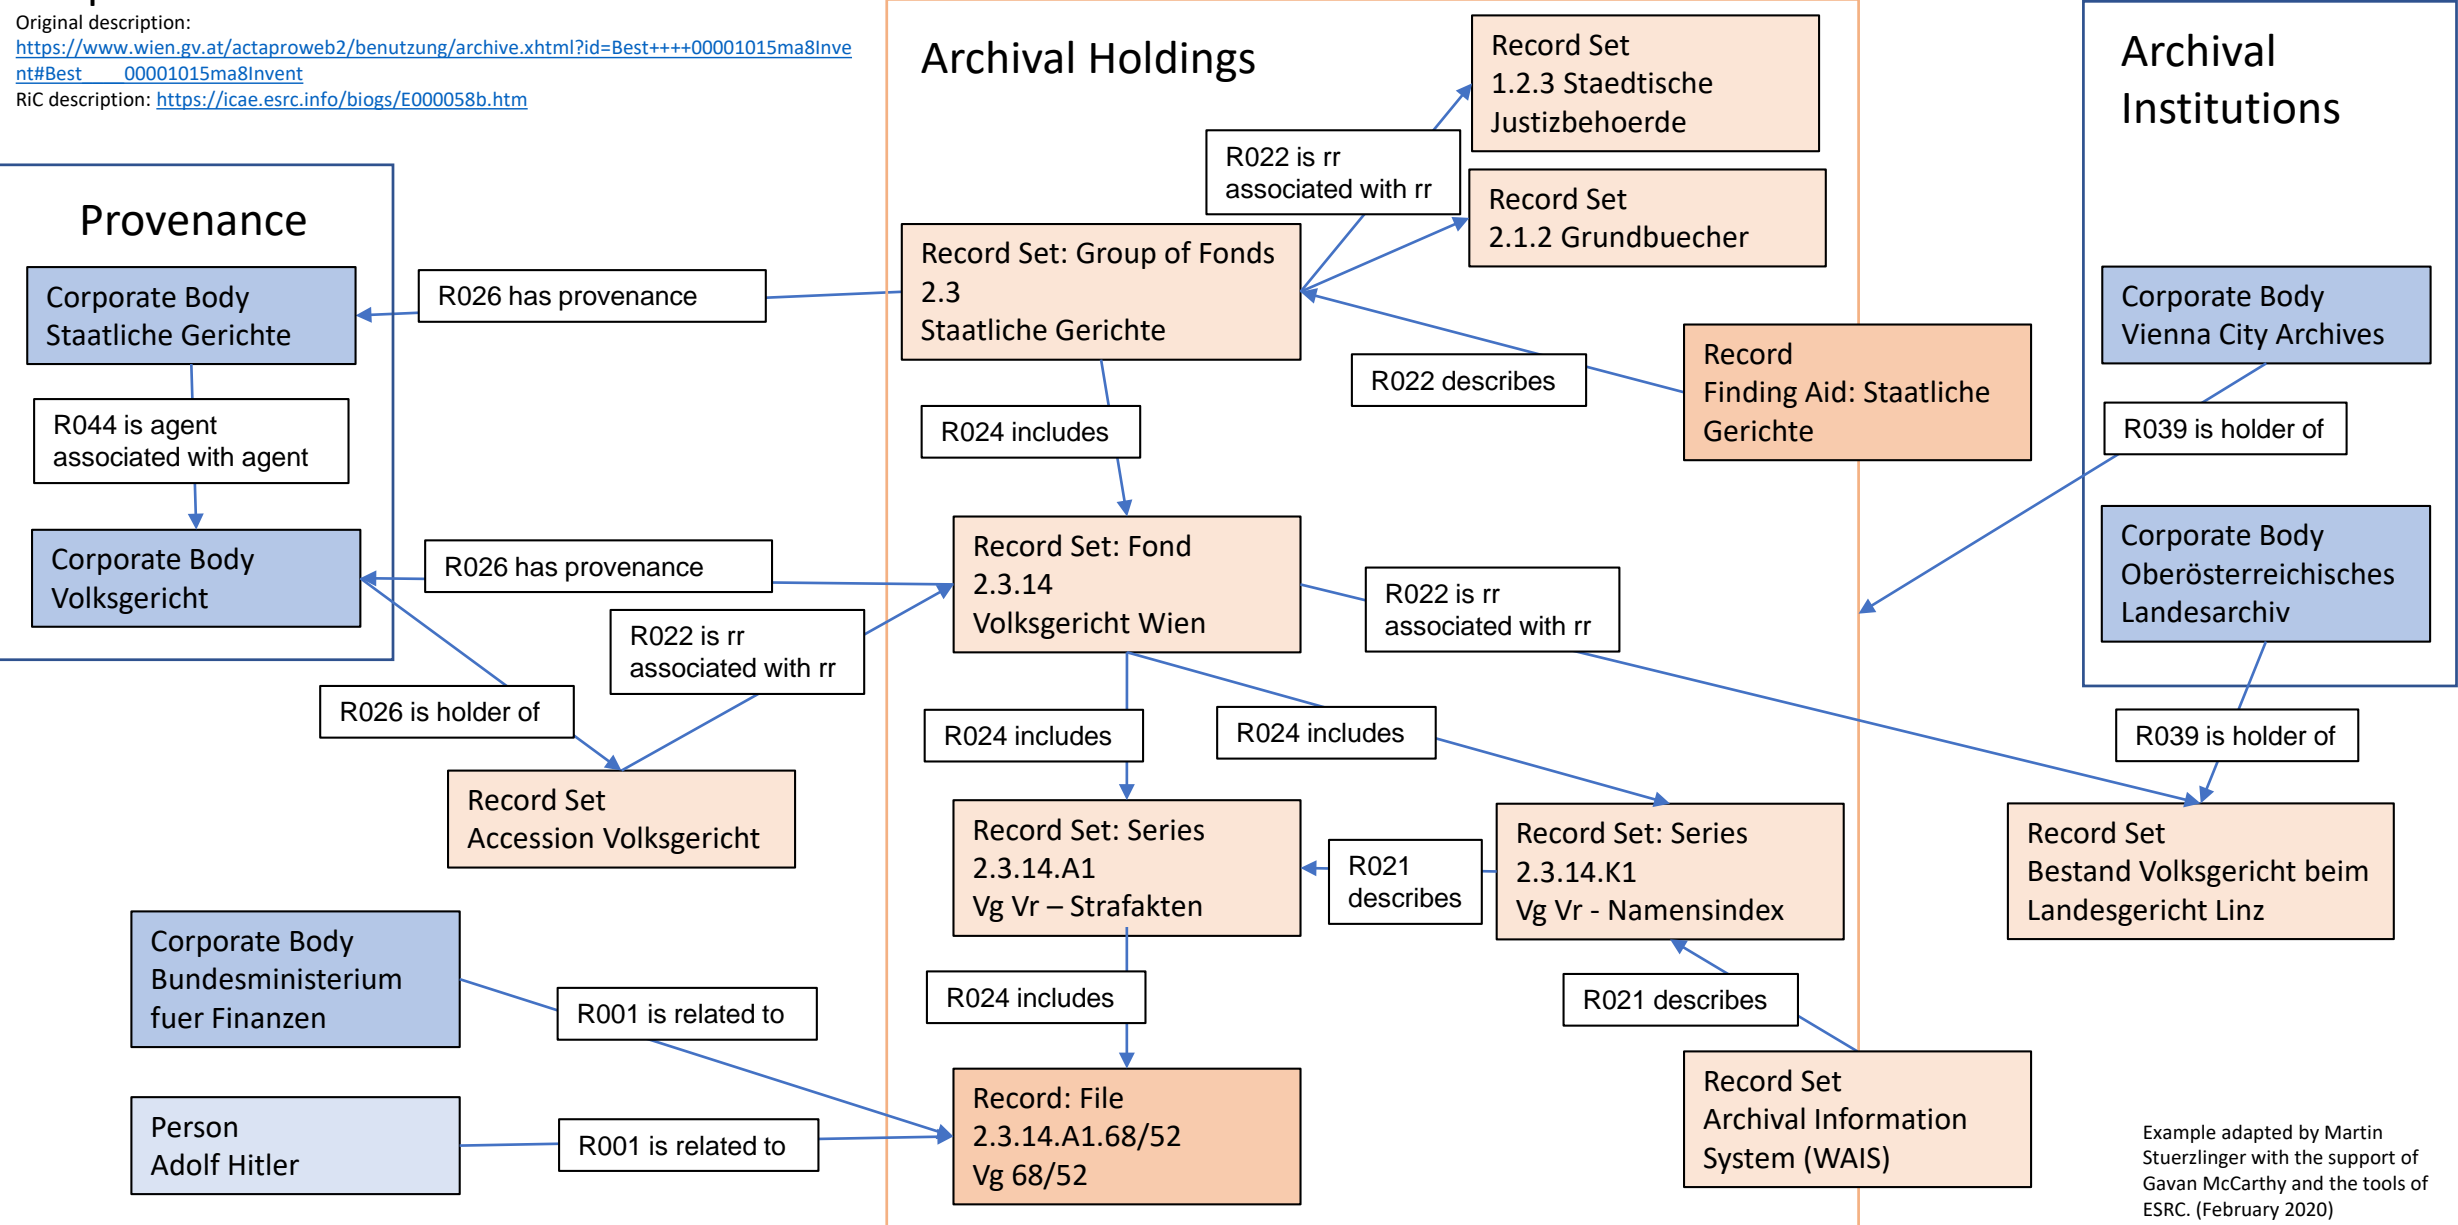 Original description:
https://www.wien.gv.at/actaproweb2/benutzung/archive.xhtml?id=Best++++00001015ma8Inve
nt#Best____00001015ma8Invent
RiC description: https://icae.esrc.info/biogs/E000058b.htm
Provenance
Corporate Body
Staatliche Gerichte
R044 is agent
associated with agent
Corporate Body
Volksgericht
R026 has provenance
R026 has provenance
R022 is rr
associated with rr
R026 is holder of
Record Set
Accession Volksgericht
Corporate Body
Bundesministerium
fuer Finanzen
R001 is related to
Person
Adolf Hitler
R001 is related to
Archival Holdings
Record Set
1.2.3 Staedtische
Justizbehoerde
R022 is rr
associated with rr
Record Set
2.1.2 Grundbuecher
Record Set: Group of Fonds
2.3
Staatliche Gerichte
R022 describes
Record
Finding Aid: Staatliche
Gerichte
R024 includes
Record Set: Fond
2.3.14
Volksgericht Wien
R022 is rr
associated with rr
R024 includes
R024 includes
Record Set: Series
2.3.14.A1
Vg Vr – Strafakten
R021
describes
Record Set: Series
2.3.14.K1
Vg Vr - Namensindex
R024 includes
R021 describes
Record: File
2.3.14.A1.68/52
Vg 68/52
Record Set
Archival Information
System (WAIS)
Archival
Institutions
Corporate Body
Vienna City Archives
R039 is holder of
Corporate Body
Oberösterreichisches
Landesarchiv
R039 is holder of
Record Set
Bestand Volksgericht beim
Landesgericht Linz
Example adapted by Martin
Stuerzlinger with the support of
Gavan McCarthy and the tools of
ESRC. (February 2020)